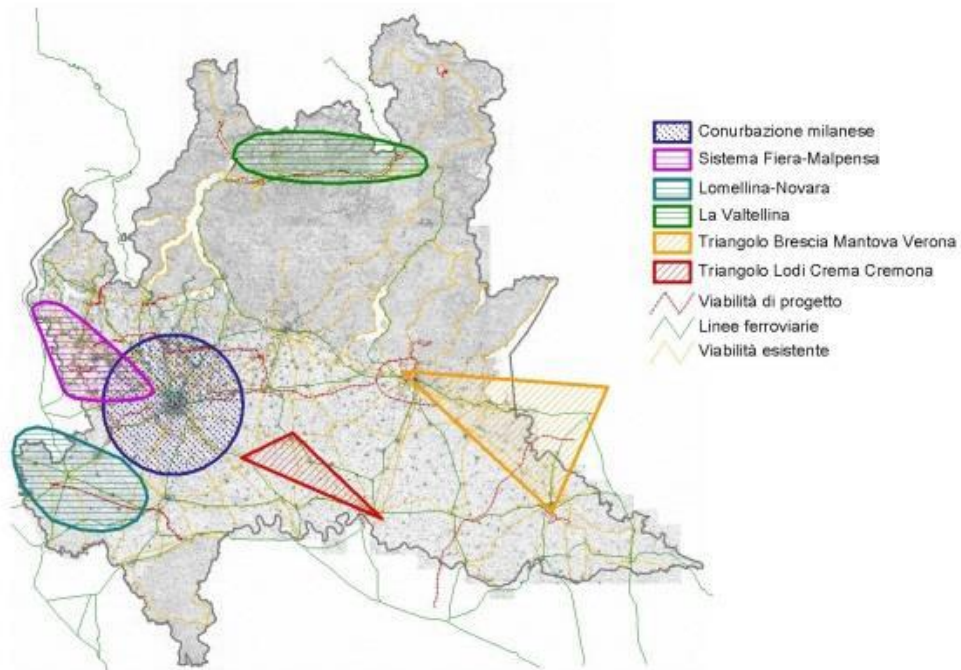 Conurbazione milanese
Sistema Fiera-Malpensa
Lomellina-Novara
La Valtellina
Triangolo Brescia Mantova Verona
Triangolo Lodi Crema Cremona
Viabilità di progetto
Linee ferroviarie
Viabilità esistente